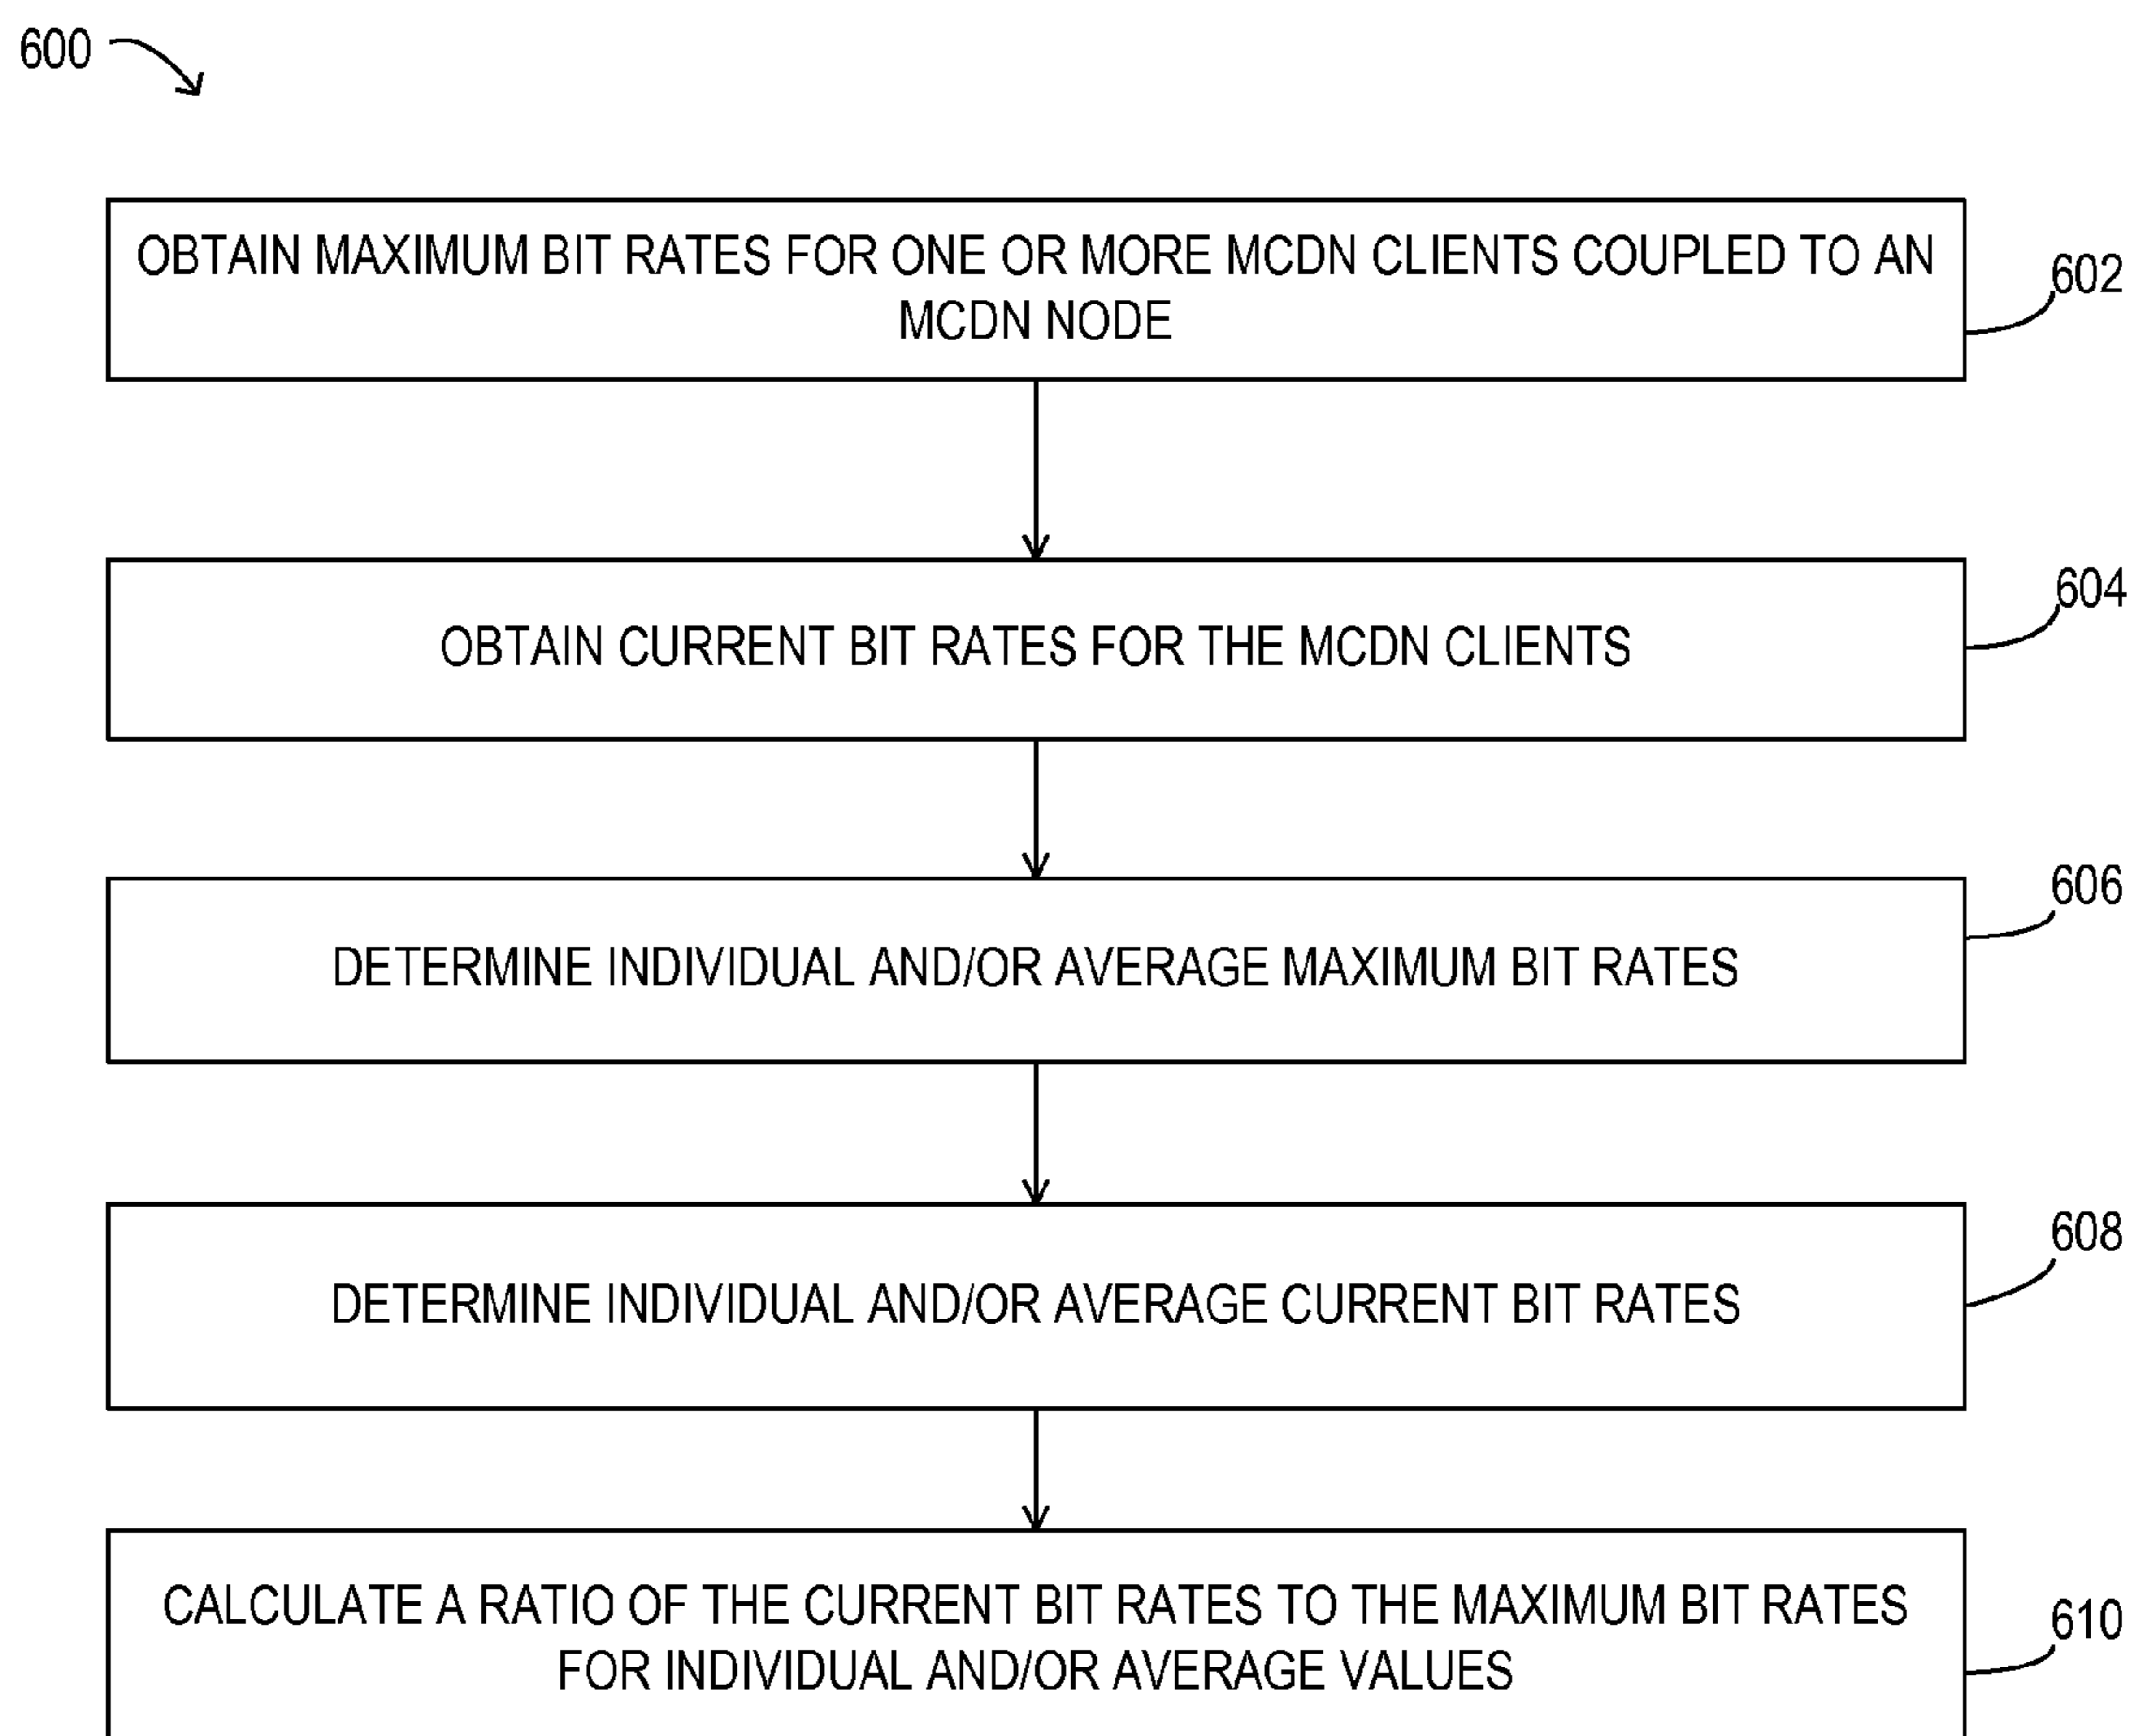 600
OBTAIN MAXIMUM BIT RATES FOR ONE OR MORE MCDN CLIENTS COUPLED TO AN
MCDN NODE
602
OBTAIN CURRENT BIT RATES FOR THE MCDN CLIENTS
604
DETERMINE INDIVIDUAL AND/OR AVERAGE MAXIMUM BIT RATES
606
DETERMINE INDIVIDUAL AND/OR AVERAGE CURRENT BIT RATES
608
CALCULATE A RATIO OF THE CURRENT BIT RATES TO THE MAXIMUM BIT RATES
FOR INDIVIDUAL AND/OR AVERAGE VALUES
610